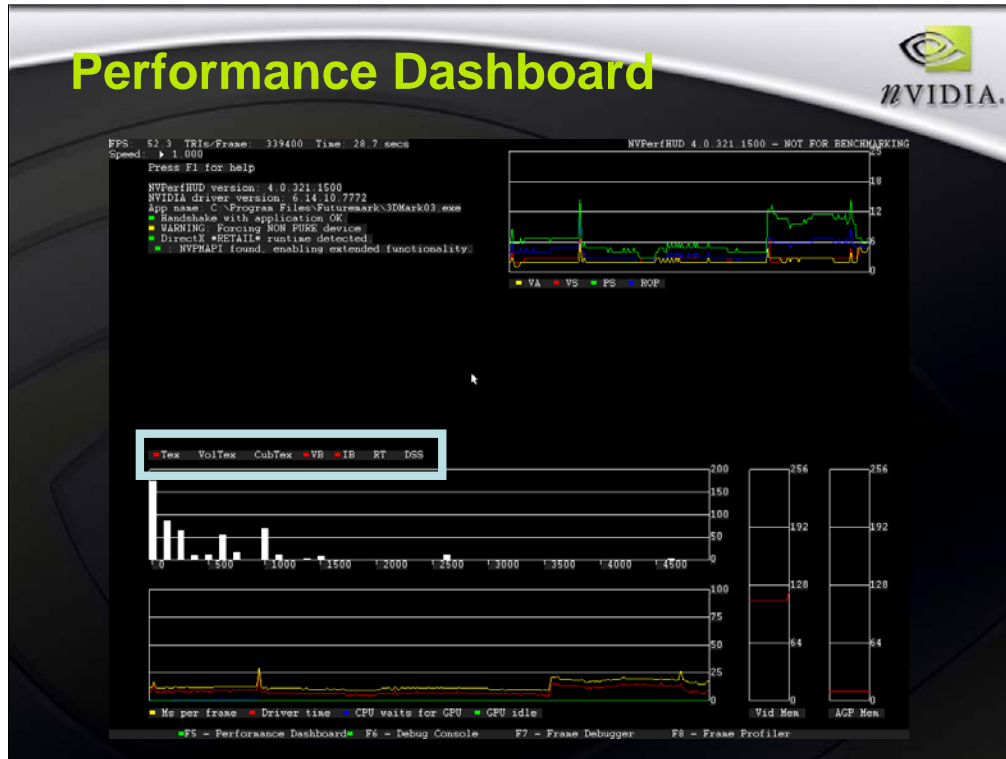 Performance Dashboard
nVIDIA.
FPS: 52.3 TRIs/Frame: 339400 Time: 28.7 secs
Speed: 1.000
NVPerfHUD 4.0.321.1500 - NOT FOR BENCHMARKING
Press F1 for help
NVPerfHUD version: 4.0.321.1500
NVIDIA driver version: 6.14.10.7772
App name: C:\Program Files\Futuremark\3DMark03.exe
Handshake with application OK.
WARNING: Forcing NON PURE device
DirectX *RETAIL* runtime detected
: NVPMAPI found, enabling extended functionality.
25
18
12
6
0
VA VS PS ROP
Tex VolTex CubTex VB IB RT DSS
200
150
100
50
0
0 500 1000 1500 2000 2500 3000 3500 4000 4500
100
75
50
25
0
Ms per frame Driver time CPU waits for GPU GPU idle
256
192
128
64
0
Vid Mem
256
192
128
64
0
AGP Mem
F5 - Performance Dashboard F6 - Debug Console F7 - Frame Debugger F8 - Frame Profiler